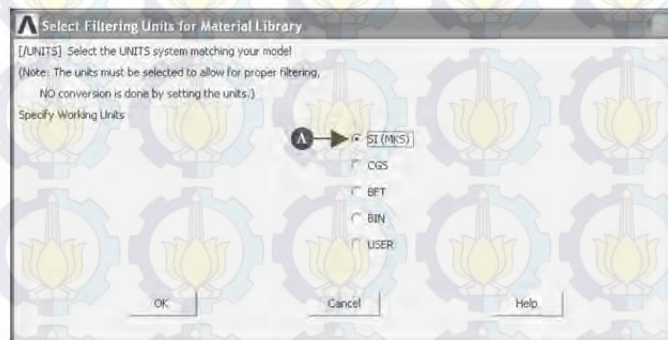 Select Filtering Units for Material Library
[/UNITS] Select the UNITS system matching your model
(Note: The units must be selected to allow for proper filtering,
NO conversion is done by setting the units.)
Specify Working Units
A SI (MKS)
CGS
BFT
BIN
USER
OK Cancel Help